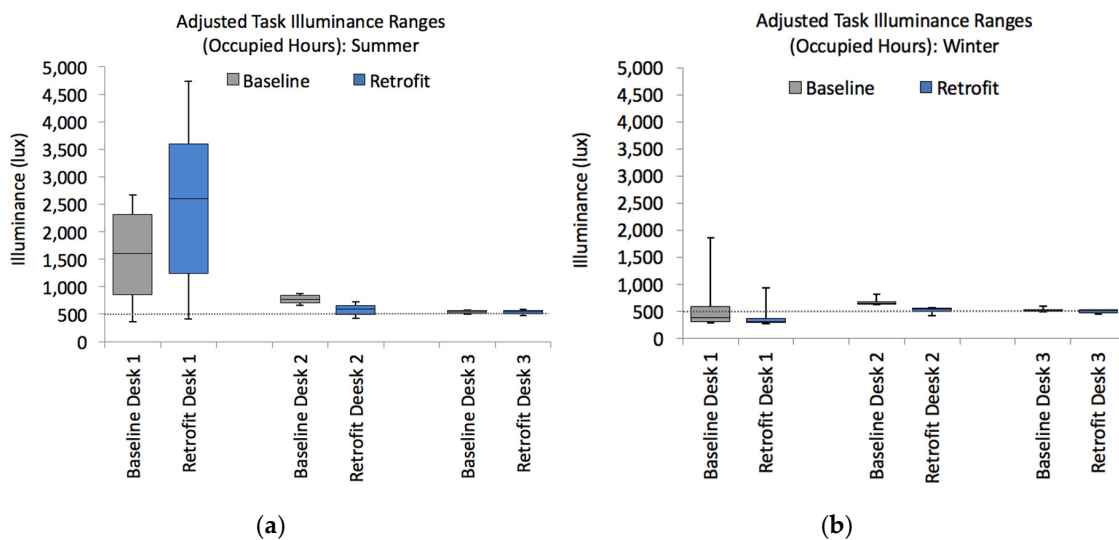 Adjusted Task Illuminance Ranges
(Occupied Hours): Summer
Baseline Retrofit
Illuminance (lux)
5,000
4,500
4,000
3,500
3,000
2,500
2,000
1,500
1,000
500
0
Baseline Desk 1
Retrofit Desk 1
Baseline Desk 2
Retrofit Deesk 2
Baseline Desk 3
Retrofit Desk 3
(a)
Adjusted Task Illuminance Ranges
(Occupied Hours): Winter
Baseline Retrofit
Illuminance (lux)
5,000
4,500
4,000
3,500
3,000
2,500
2,000
1,500
1,000
500
0
Baseline Desk 1
Retrofit Desk 1
Baseline Desk 2
Retrofit Desk 2
Baseline Desk 3
Retrofit Desk 3
(b)